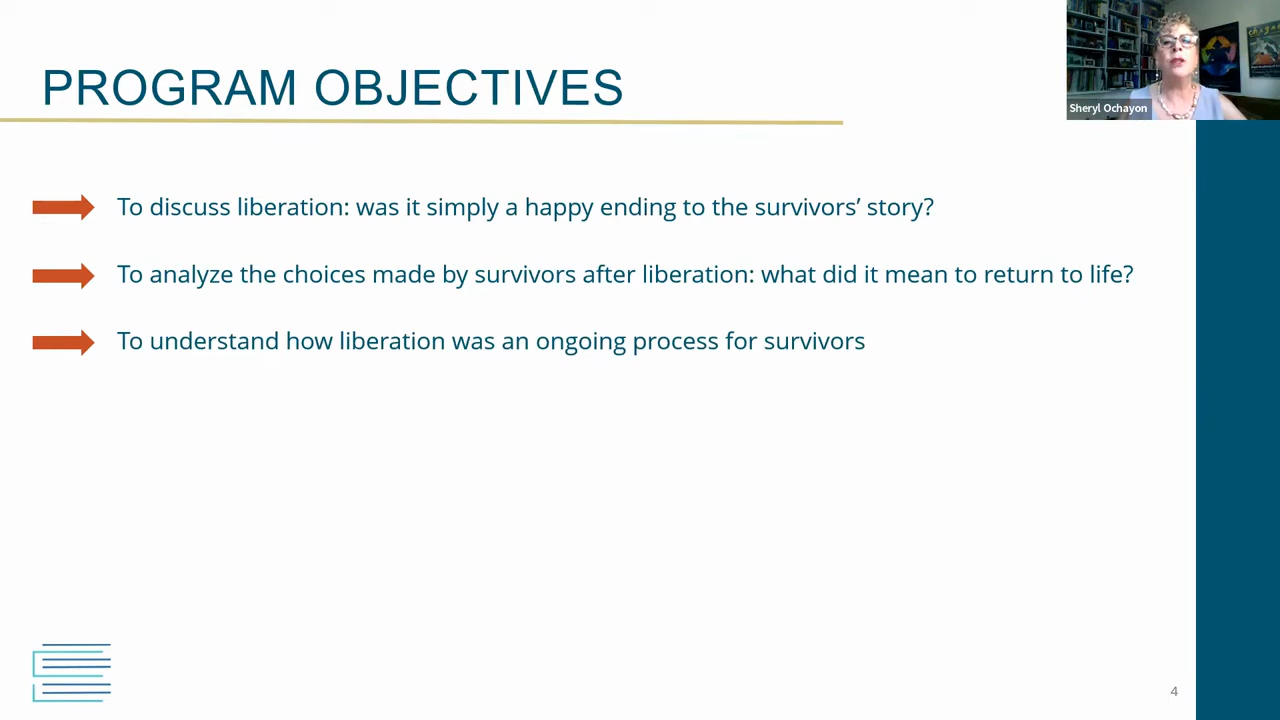 PROGRAM OBJECTIVES
Sheryl Ochayon
To discuss liberation: was it simply a happy ending to the survivors’ story?
To analyze the choices made by survivors after liberation: what did it mean to return to life?
To understand how liberation was an ongoing process for survivors
4